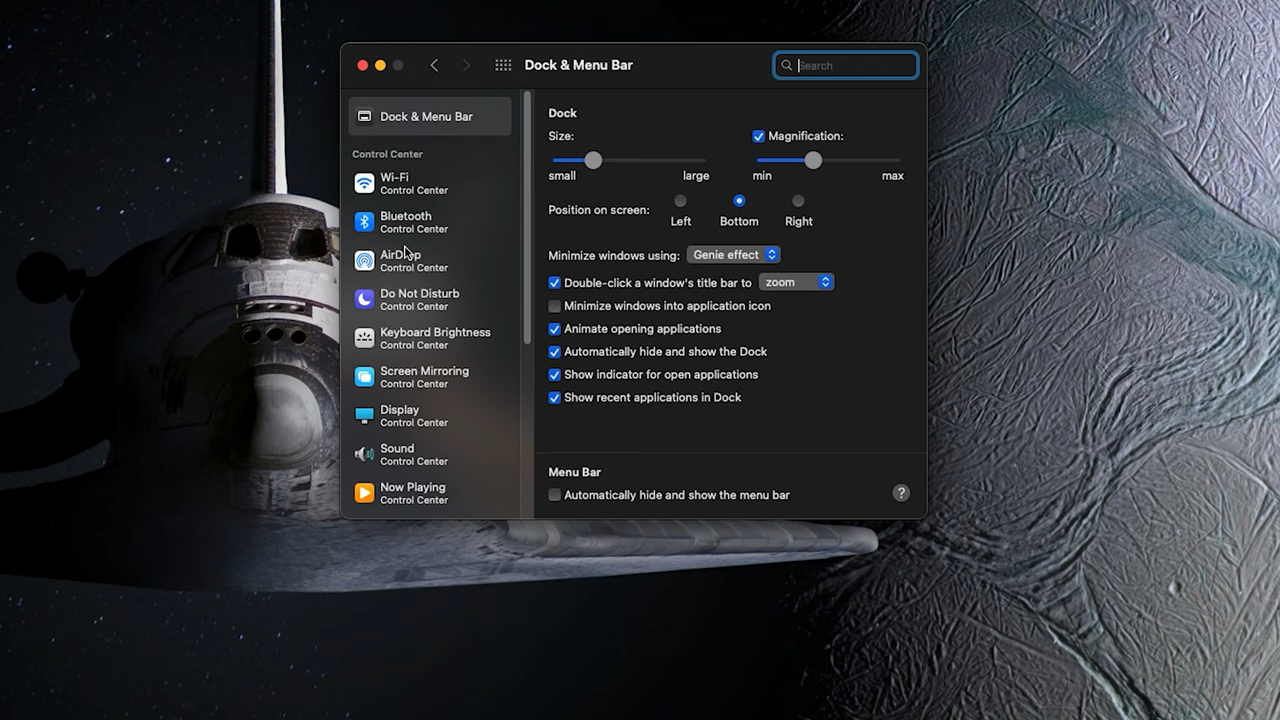 Dock & Menu Bar
Search
Dock & Menu Bar
Control Center
Wi-Fi
Control Center
Bluetooth
Control Center
AirDrop
Control Center
Do Not Disturb
Control Center
Keyboard Brightness
Control Center
Screen Mirroring
Control Center
Display
Control Center
Sound
Control Center
Now Playing
Control Center
Dock
Size:
Magnification:
small
large
min
max
Position on screen:
Left
Bottom
Right
Minimize windows using: Genie effect
Double-click a window's title bar to zoom
Minimize windows into application icon
Animate opening applications
Automatically hide and show the Dock
Show indicator for open applications
Show recent applications in Dock
Menu Bar
Automatically hide and show the menu bar
?